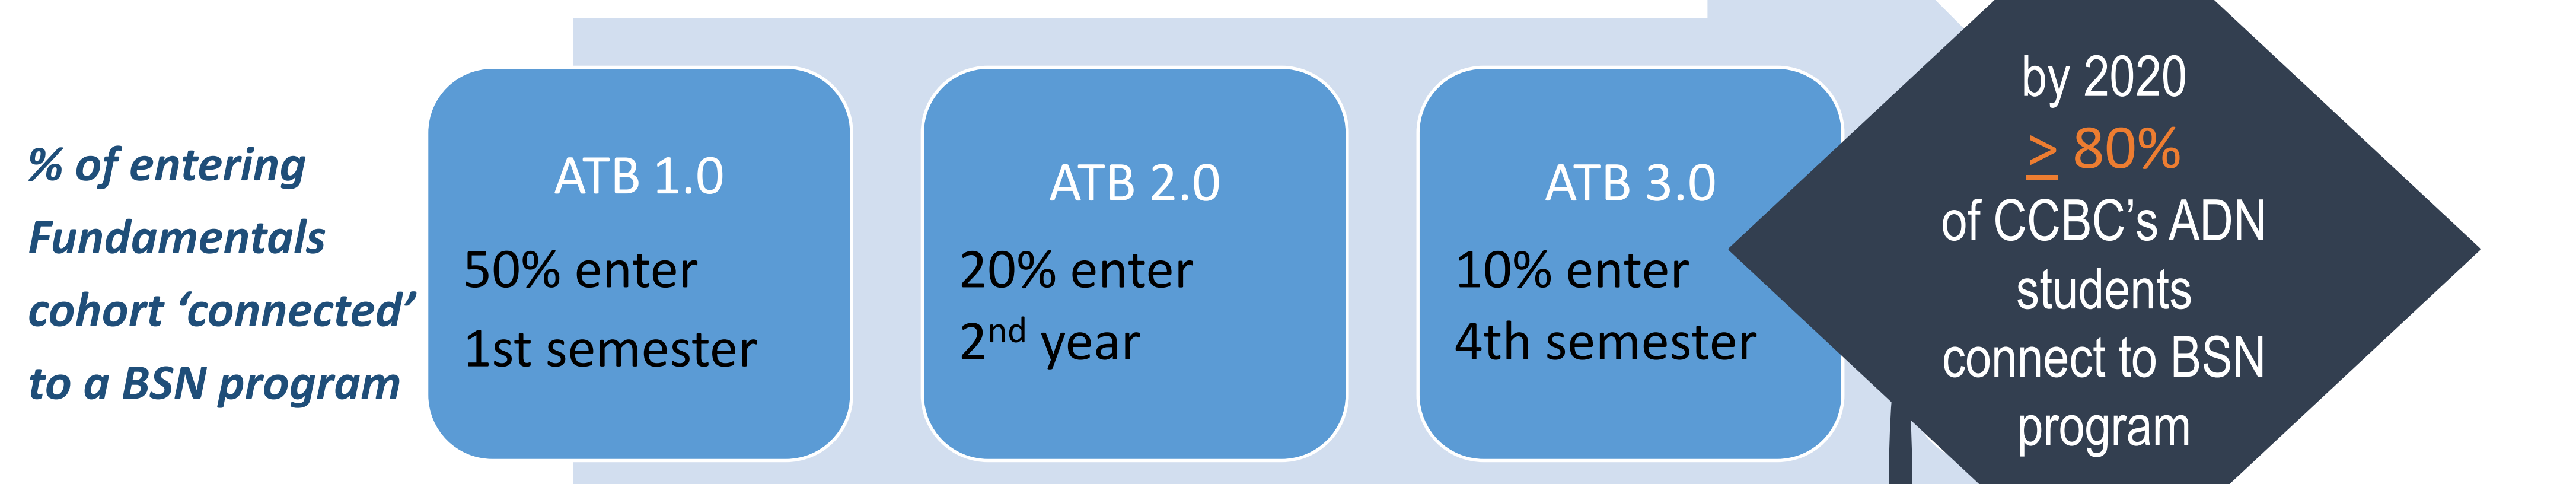 % of entering
Fundamentals
cohort ‘connected’
to a BSN program
ATB 1.0
50% enter
1st semester
ATB 2.0
20% enter
2nd year
ATB 3.0
10% enter
4th semester
by 2020
≥ 80%
of CCBC’s ADN
students
connect to BSN
program